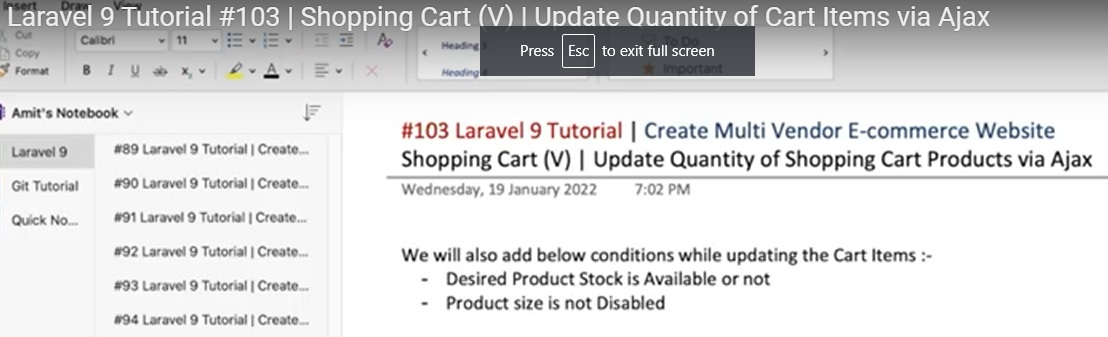 Laravel 9 Tutorial #103 | Shopping Cart (V) | Update Quantity of Cart Items via Ajax
Insert Draw View
Cut
Copy
Format
Calibri 11
B I U ab X A
Heading
Heading
Press Esc to exit full screen
To Do
Important
Amit's Notebook
Laravel 9
Git Tutorial
Quick No...
#89 Laravel 9 Tutorial | Create...
#90 Laravel 9 Tutorial | Create...
#91 Laravel 9 Tutorial | Create...
#92 Laravel 9 Tutorial | Create...
#93 Laravel 9 Tutorial | Create...
#94 Laravel 9 Tutorial | Create...
#103 Laravel 9 Tutorial | Create Multi Vendor E-commerce Website
Shopping Cart (V) | Update Quantity of Shopping Cart Products via Ajax
Wednesday, 19 January 2022 7:02 PM
We will also add below conditions while updating the Cart Items :-
- Desired Product Stock is Available or not
- Product size is not Disabled